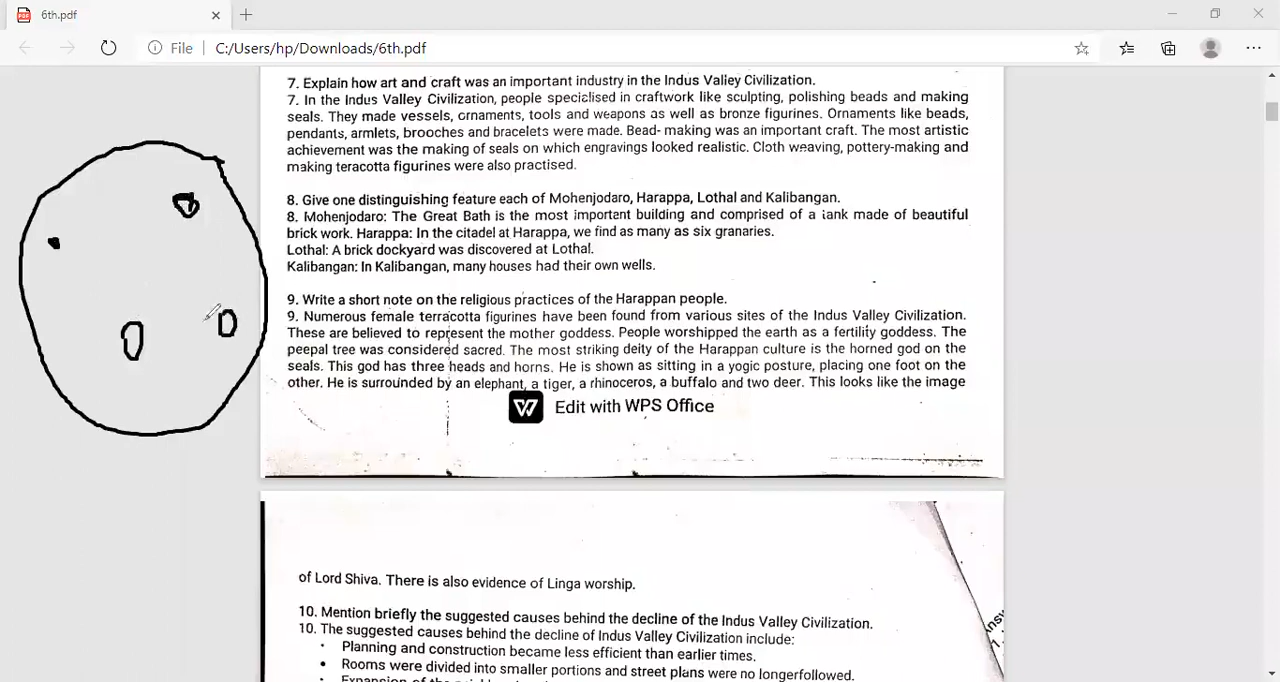 6th.pdf
File
C:/Users/hp/Downloads/6th.pdf
7. Explain how art and craft was an important industry in the Indus Valley Civilization.
7. In the Indus Valley Civilization, people specialised in craftwork like sculpting, polishing beads and making
seals. They made vessels, ornaments, tools and weapons as well as bronze figurines. Ornaments like beads,
pendants, armlets, brooches and bracelets were made. Bead- making was an important craft. The most artistic
achievement was the making of seals on which engravings looked realistic. Cloth weaving, pottery-making and
making teracotta figurines were also practised.
8. Give one distinguishing feature each of Mohenjodaro, Harappa, Lothal and Kalibangan.
8. Mohenjodaro: The Great Bath is the most important building and comprised of a tank made of beautiful
brick work. Harappa: In the citadel at Harappa, we find as many as six granaries.
Lothal: A brick dockyard was discovered at Lothal.
Kalibangan: In Kalibangan, many houses had their own wells.
9. Write a short note on the religious practices of the Harappan people.
9. Numerous female terracotta figurines have been found from various sites of the Indus Valley Civilization.
These are believed to represent the mother goddess. People worshipped the earth as a fertility goddess. The
peepal tree was considered sacred. The most striking deity of the Harappan culture is the horned god on the
seals. This god has three heads and horns. He is shown as sitting in a yogic posture, placing one foot on the
other. He is surrounded by an elephant, a tiger, a rhinoceros, a buffalo and two deer. This looks like the image
Edit with WPS Office
of Lord Shiva. There is also evidence of Linga worship.
10. Mention briefly the suggested causes behind the decline of the Indus Valley Civilization.
10. The suggested causes behind the decline of Indus Valley Civilization include:
• Planning and construction became less efficient than earlier times.
• Rooms were divided into smaller portions and street plans were no longerfollowed.